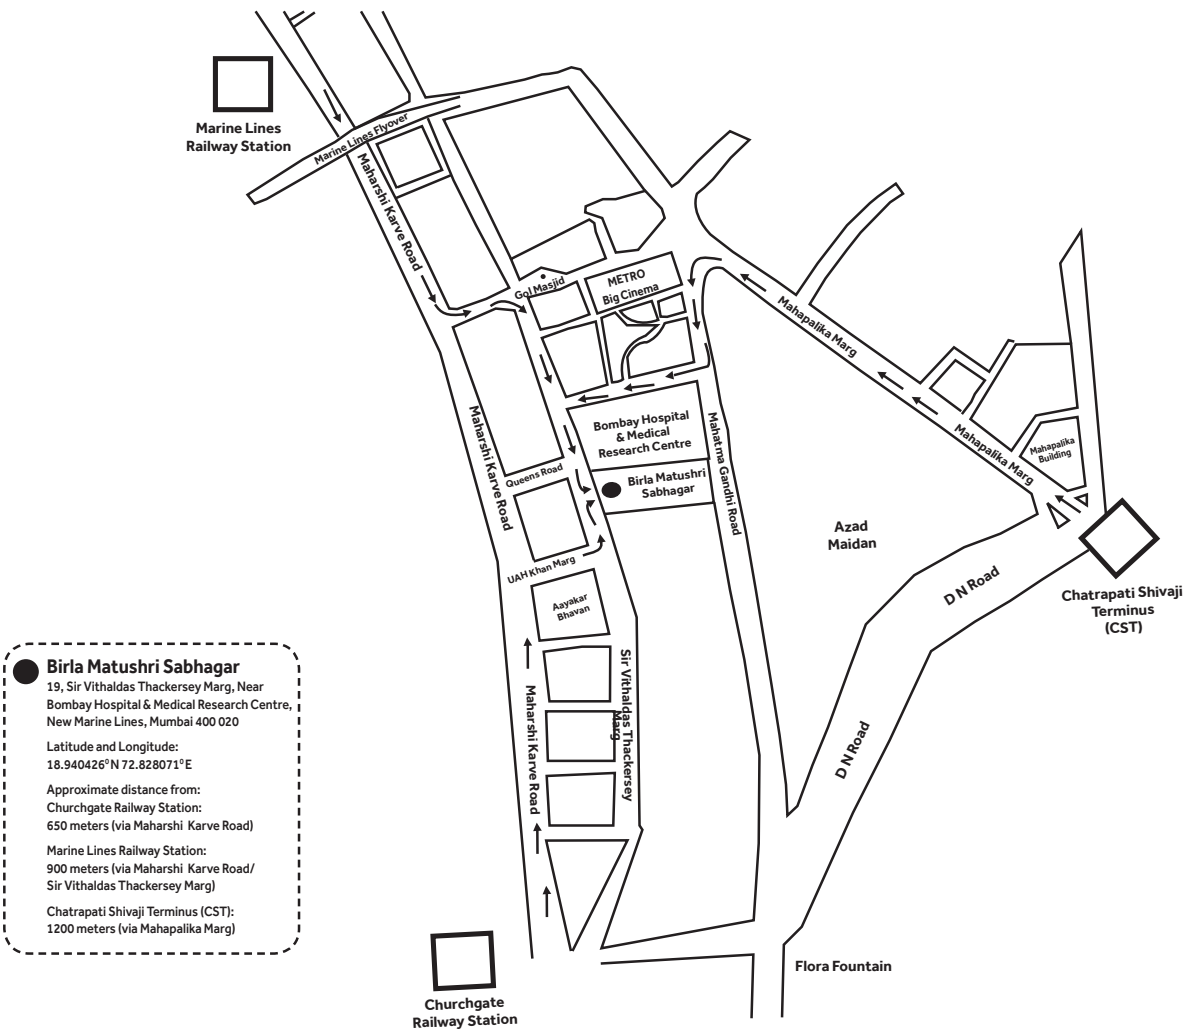 Marine Lines
Railway Station
Marine Lines Flyover
Maharshi Karve Road
Gol Masjid
METRO
Big Cinema
Mahapalika Marg
Mahapalika Marg
Mahapalika
Building
Maharshi Karve Road
Bombay Hospital
& Medical
Research Centre
Mahatma Gandhi Road
Queens Road
Birla Matushri
Sabhagar
Azad
Maidan
UAH Khan Marg
Aayakar
Bhavan
D N Road
Chatrapati Shivaji
Terminus
(CST)
Sir Vithaldas Thackersey
Marg
Maharshi Karve Road
D N Road
Birla Matushri Sabhagar
19, Sir Vithaldas Thackersey Marg, Near
Bombay Hospital & Medical Research Centre,
New Marine Lines, Mumbai 400 020
Latitude and Longitude:
18.940426⁰N 72.828071⁰E
Approximate distance from:
Churchgate Railway Station:
650 meters (via Maharshi Karve Road)
Marine Lines Railway Station:
900 meters (via Maharshi Karve Road/
Sir Vithaldas Thackersey Marg)
Chatrapati Shivaji Terminus (CST):
1200 meters (via Mahapalika Marg)
Flora Fountain
Churchgate
Railway Station